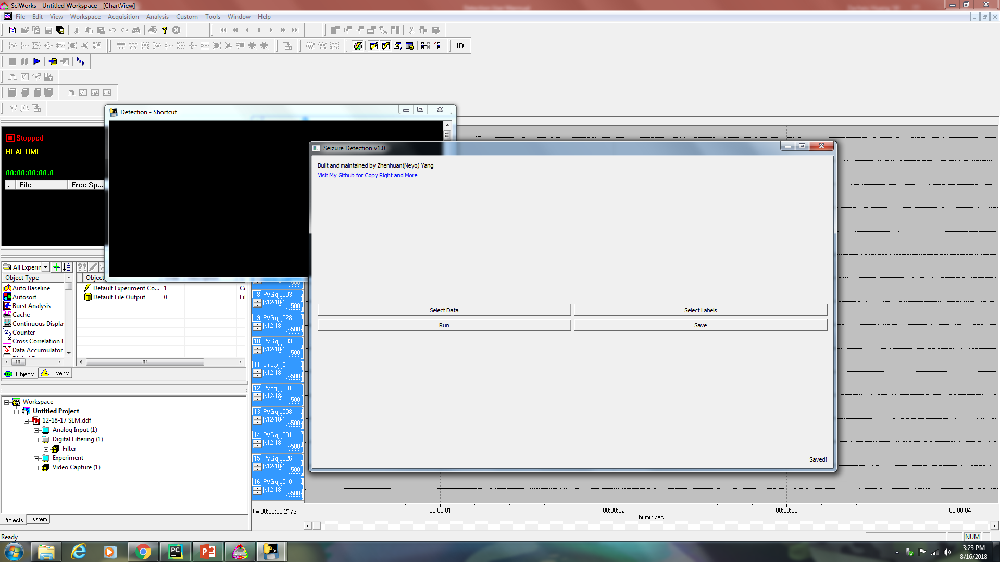 SciWorks - Untitled Workspace - [ChartView]
File Edit View Workspace Acquisition Analysis Custom Tools Window Help
ID
Detection - Shortcut
Stopped
REALTIME
00:00:00:00.0
. File Free Sp...
Seizure Detection v1.0
Built and maintained by Zhenhuan(Neyo) Yang
Visit My Github for Copy Right and More
Select Data Select Labels
Run Save
Saved!
All Experir
Object Type Object
Auto Baseline
Autosort
Burst Analysis
Cache
Continuous Display
Counter
Cross Correlation H
Data Accumulator
Default Experiment Co... 1
Default File Output 0 Fi
Objects Events
8 PVGq L003
[\12-18-1 -500
9 PVGq L028
[\12-18-1 -500
10 PVGq L033
[\12-18-1 -500
11 empty 10
[\12-18-1 -500
12 PVgq L030
[\12-18-1 -500
13 PVGq L008
[\12-18-1 -500
14 PVGq L031
[\12-18-1 -500
15 PVGq L026
[\12-18-1 -500
16 PVGq L010
[\12-18-1 -500
Workspace
Untitled Project
12-18-17 SEM.ddf
Analog Input (1)
Digital Filtering (1)
Filter
Experiment
Video Capture (1)
Projects System
t = 00:00:00.2173
00:00:01 00:00:02 00:00:03 00:00:04
hr:min:sec
Ready
NUM
3:23 PM
8/16/2018